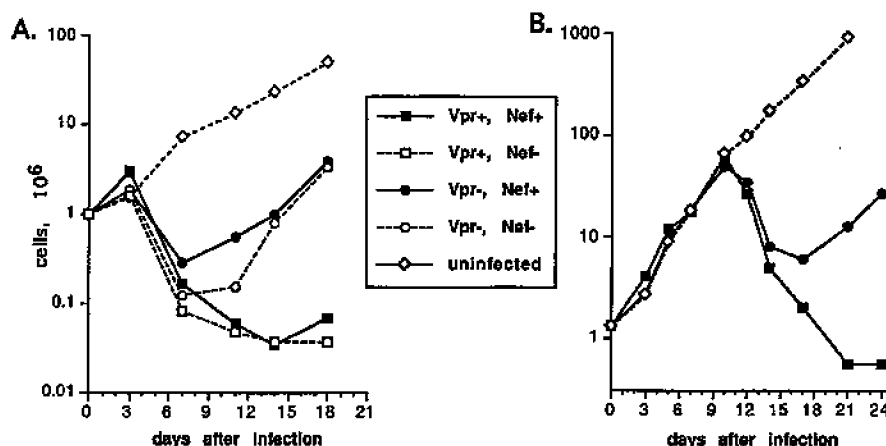 A.
100
10
1
0.1
0.01
cells, 10⁶
0 3 6 9 12 15 18 21
days after infection
Vpr+, Nef+
Vpr+, Nef-
Vpr-, Nef+
Vpr-, Nef-
uninfected
B.
1000
100
10
1
0 3 6 9 12 15 18 21 24
days after infection